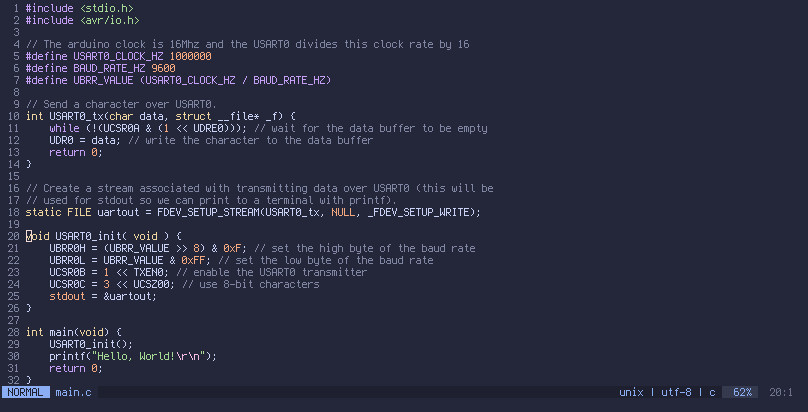 1 #include <stdio.h>
2 #include <avr/io.h>
3
4 // The arduino clock is 16Mhz and the USART0 divides this clock rate by 16
5 #define USART0_CLOCK_HZ 1000000
6 #define BAUD_RATE_HZ 9600
7 #define UBRR_VALUE (USART0_CLOCK_HZ / BAUD_RATE_HZ)
8
9 // Send a character over USART0.
10 int USART0_tx(char data, struct __file* _f) {
11     while (!(UCSR0A & (1 << UDRE0))); // wait for the data buffer to be empty
12     UDR0 = data; // write the character to the data buffer
13     return 0;
14 }
15
16 // Create a stream associated with transmitting data over USART0 (this will be
17 // used for stdout so we can print to a terminal with printf).
18 static FILE uartout = FDEV_SETUP_STREAM(USART0_tx, NULL, _FDEV_SETUP_WRITE);
19
20 void USART0_init( void ) {
21     UBRR0H = (UBRR_VALUE >> 8) & 0xF; // set the high byte of the baud rate
22     UBRR0L = UBRR_VALUE & 0xFF; // set the low byte of the baud rate
23     UCSR0B = 1 << TXEN0; // enable the USART0 transmitter
24     UCSR0C = 3 << UCSZ00; // use 8-bit characters
25     stdout = &uartout;
26 }
27
28 int main(void) {
29     USART0_init();
30     printf("Hello, World!\r\n");
31     return 0;
32 }
NORMAL main.c unix | utf-8 | c 62% 20:1